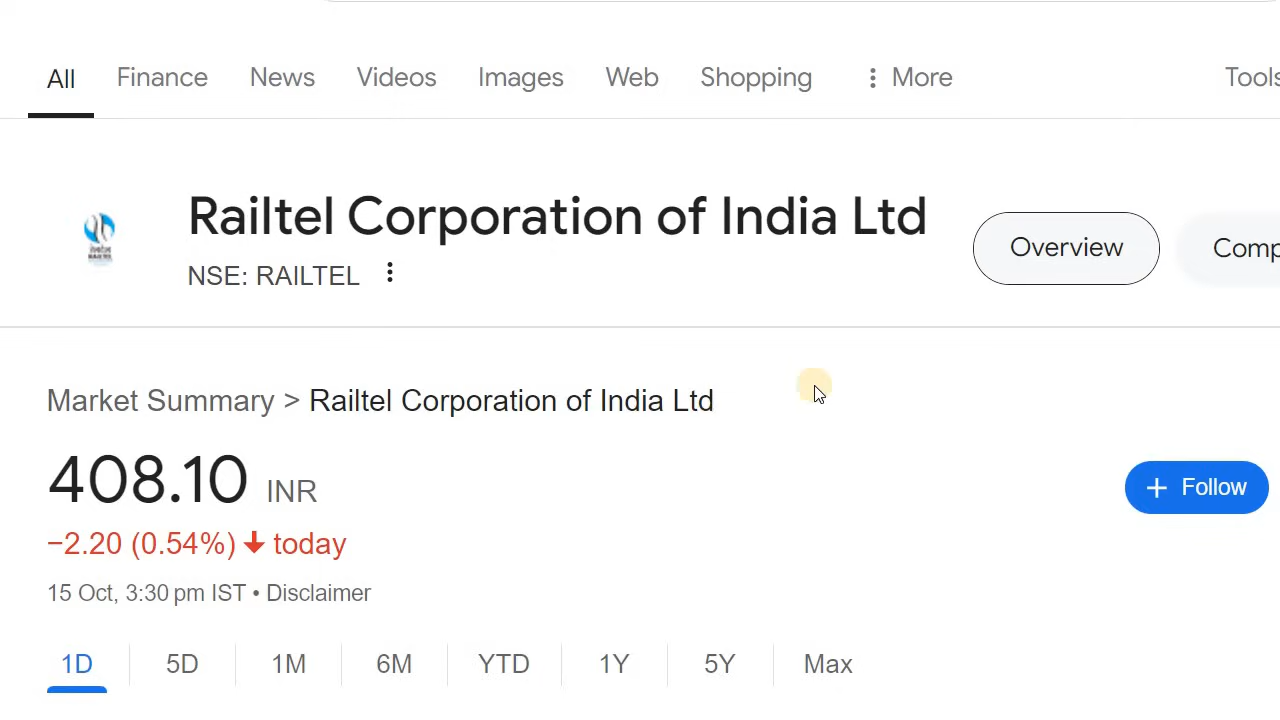 All Finance News Videos Images Web Shopping More Tools
Railtel Corporation of India Ltd
NSE: RAILTEL
Overview
Market Summary > Railtel Corporation of India Ltd
408.10 INR
+ Follow
−2.20 (0.54%) ↓ today
15 Oct, 3:30 pm IST • Disclaimer
1D 5D 1M 6M YTD 1Y 5Y Max